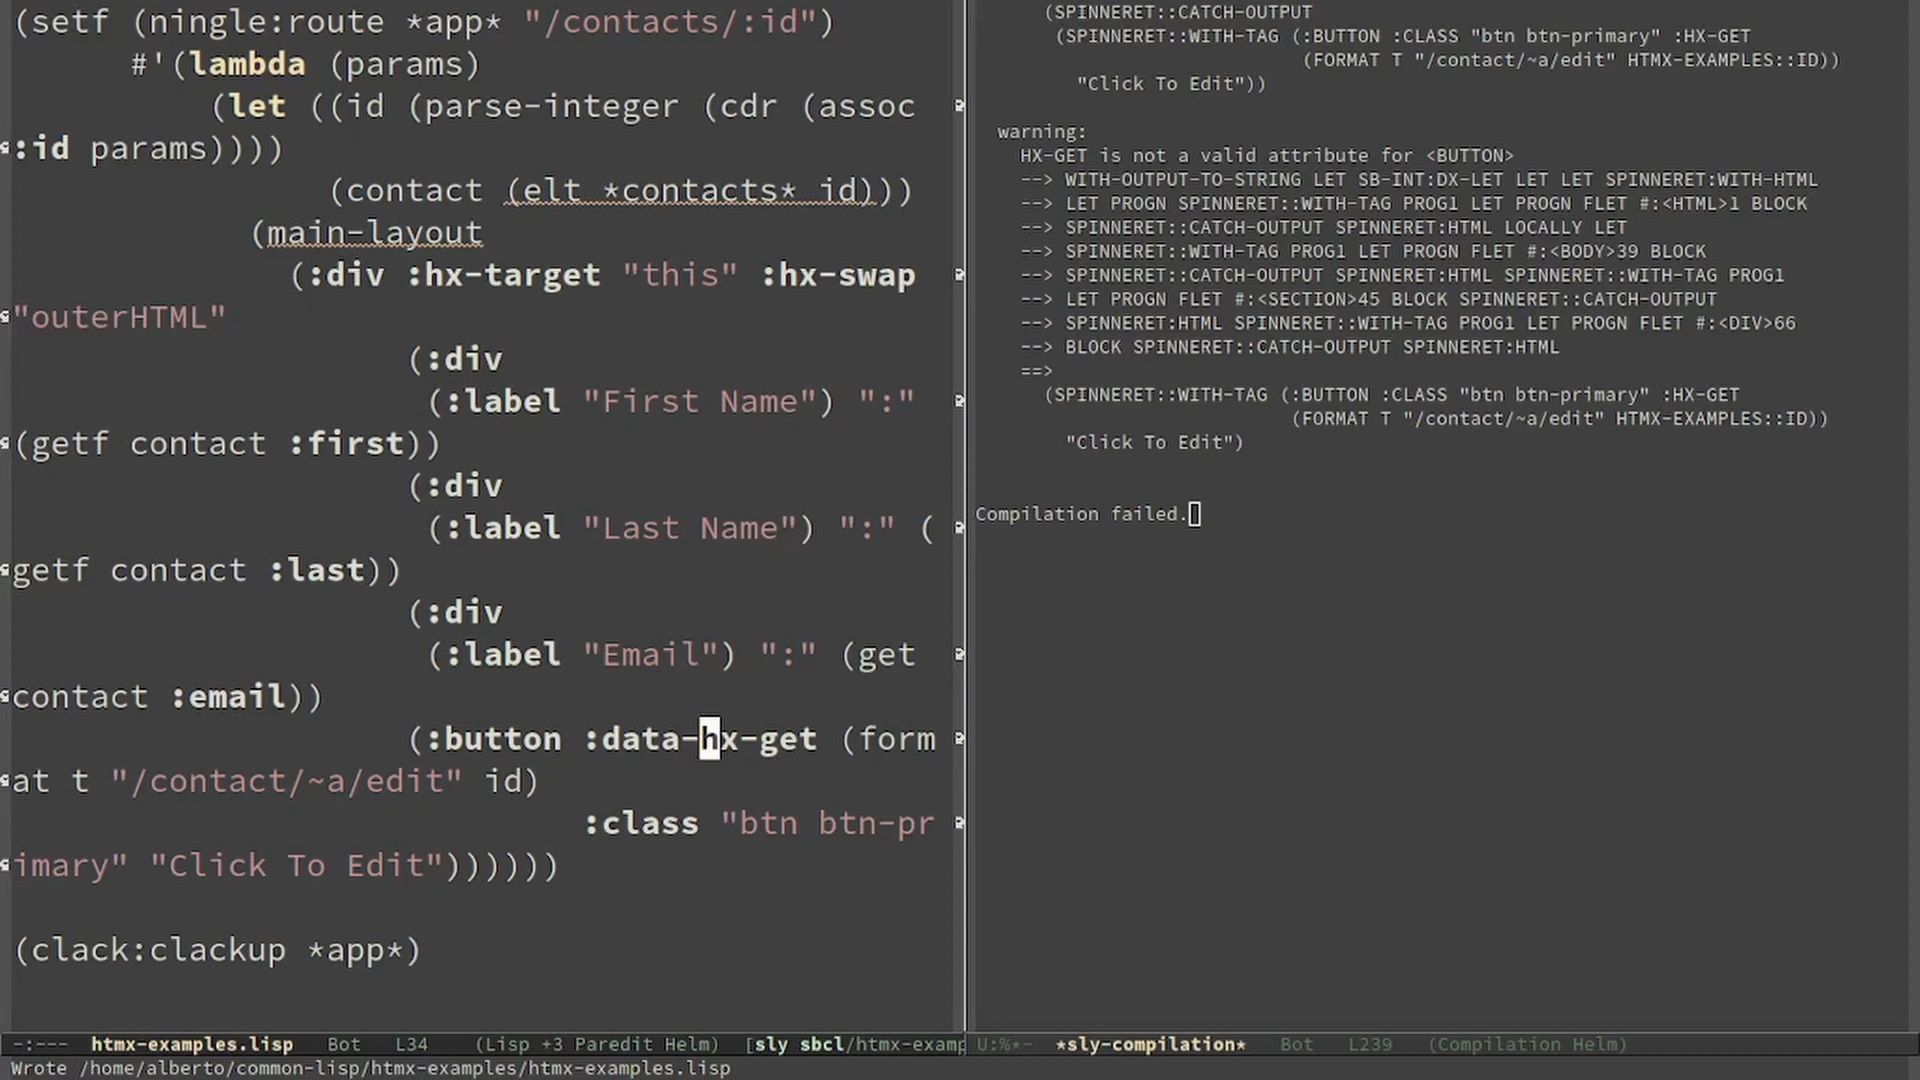 (setf (ningle:route *app* "/contacts/:id")
#'(lambda (params)
(let ((id (parse-integer (cdr (assoc
:id params))))
(contact (elt *contacts* id)))
(main-layout
(:div :hx-target "this" :hx-swap
"outerHTML"
(:div
(:label "First Name") ":"
(getf contact :first))
(:div
(:label "Last Name") ":" (
getf contact :last))
(:div
(:label "Email") ":" (get
contact :email))
(:button :data-hx-get (form
at t "/contact/~a/edit" id)
:class "btn btn-pr
imary" "Click To Edit"))))))
(clack:clackup *app*)
-:--- htmx-examples.lisp Bot L34 (Lisp +3 Paredit Helm) [sly sbcl/htmx-examp
(SPINNERET::CATCH-OUTPUT
(SPINNERET::WITH-TAG (:BUTTON :CLASS "btn btn-primary" :HX-GET
(FORMAT T "/contact/~a/edit" HTMX-EXAMPLES::ID))
"Click To Edit"))
warning:
HX-GET is not a valid attribute for <BUTTON>
--> WITH-OUTPUT-TO-STRING LET SB-INT:DX-LET LET LET SPINNERET:WITH-HTML
--> LET PROGN SPINNERET::WITH-TAG PROG1 LET PROGN FLET #:<HTML>1 BLOCK
--> SPINNERET::CATCH-OUTPUT SPINNERET:HTML LOCALLY LET
--> SPINNERET::WITH-TAG PROG1 LET PROGN FLET #:<BODY>39 BLOCK
--> SPINNERET::CATCH-OUTPUT SPINNERET:HTML SPINNERET::WITH-TAG PROG1
--> LET PROGN FLET #:<SECTION>45 BLOCK SPINNERET::CATCH-OUTPUT
--> SPINNERET:HTML SPINNERET::WITH-TAG PROG1 LET PROGN FLET #:<DIV>66
--> BLOCK SPINNERET::CATCH-OUTPUT SPINNERET:HTML
==>
(SPINNERET::WITH-TAG (:BUTTON :CLASS "btn btn-primary" :HX-GET
(FORMAT T "/contact/~a/edit" HTMX-EXAMPLES::ID))
"Click To Edit")
Compilation failed.
U:%*- *sly-compilation* Bot L239 (Compilation Helm)
Wrote /home/alberto/common-lisp/htmx-examples/htmx-examples.lisp